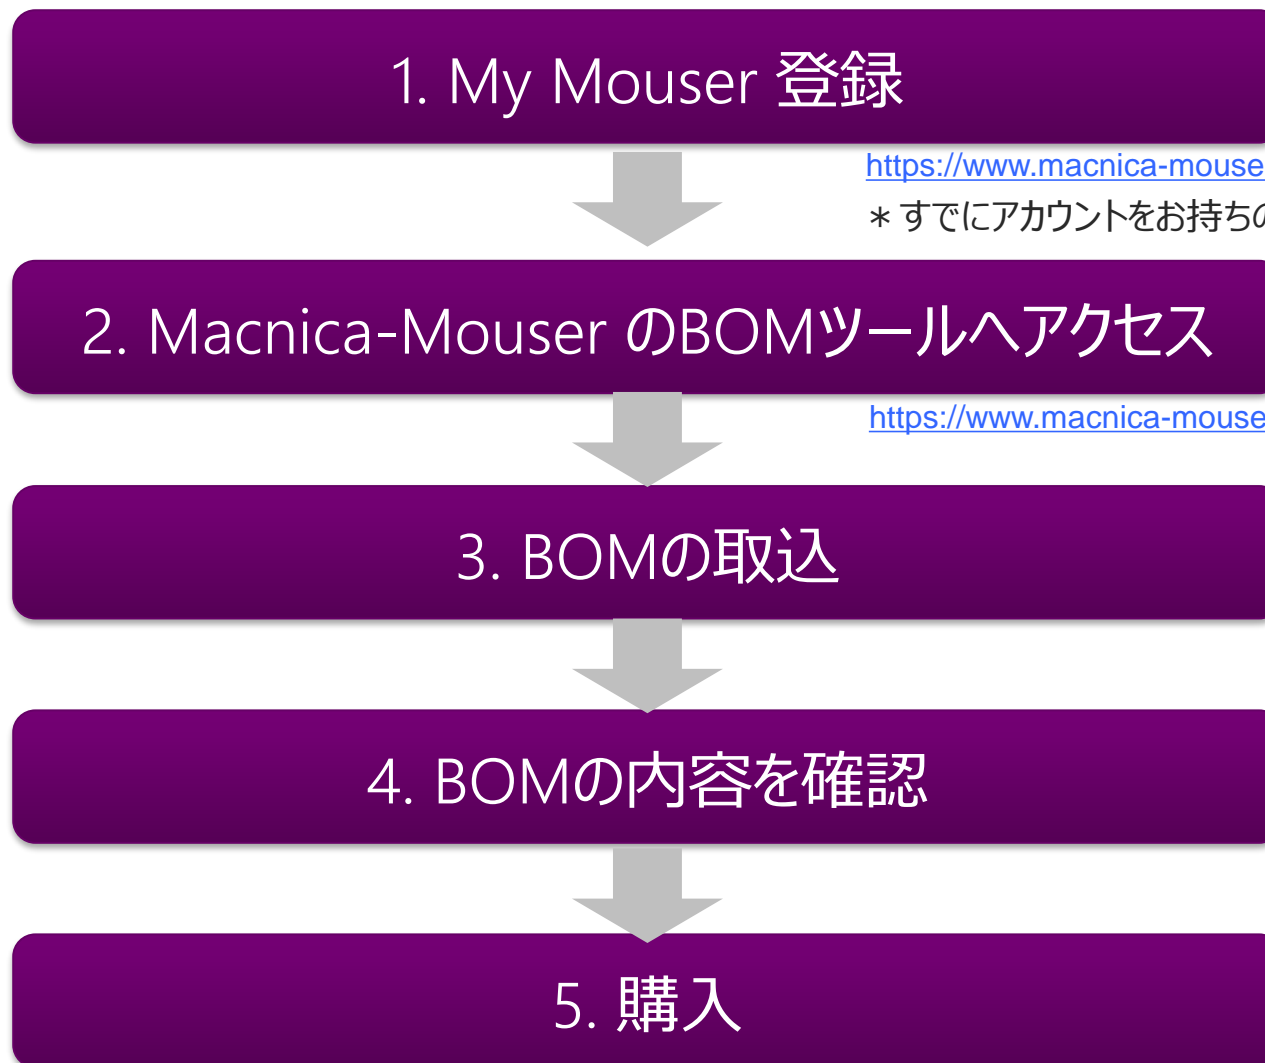 1. My Mouser 登録
https://www.macnica-mouse
＊すでにアカウントをお持ちの
2. Macnica-Mouser のBOMツールへアクセス
https://www.macnica-mouse
3. BOMの取込
4. BOMの内容を確認
5. 購入